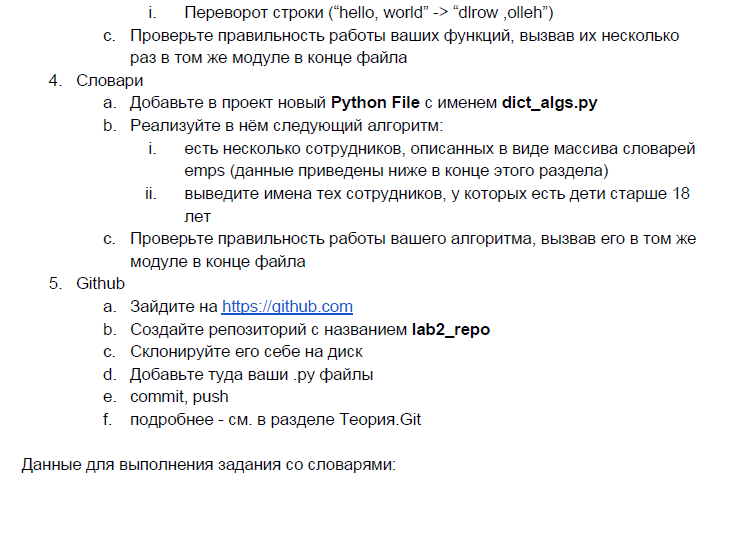 i. Переворот строки (“hello, world” -> “dlrow ,olleh”)
c. Проверьте правильность работы ваших функций, вызвав их несколько
раз в том же модуле в конце файла
4. Словари
a. Добавьте в проект новый Python File с именем dict_algs.py
b. Реализуйте в нём следующий алгоритм:
i. есть несколько сотрудников, описанных в виде массива словарей
emps (данные приведены ниже в конце этого раздела)
ii. выведите имена тех сотрудников, у которых есть дети старше 18
лет
c. Проверьте правильность работы вашего алгоритма, вызвав его в том же
модуле в конце файла
5. Github
a. Зайдите на https://github.com
b. Создайте репозиторий с названием lab2_repo
c. Склонируйте его себе на диск
d. Добавьте туда ваши .py файлы
e. commit, push
f. подробнее - см. в разделе Теория.Git
Данные для выполнения задания со словарями: